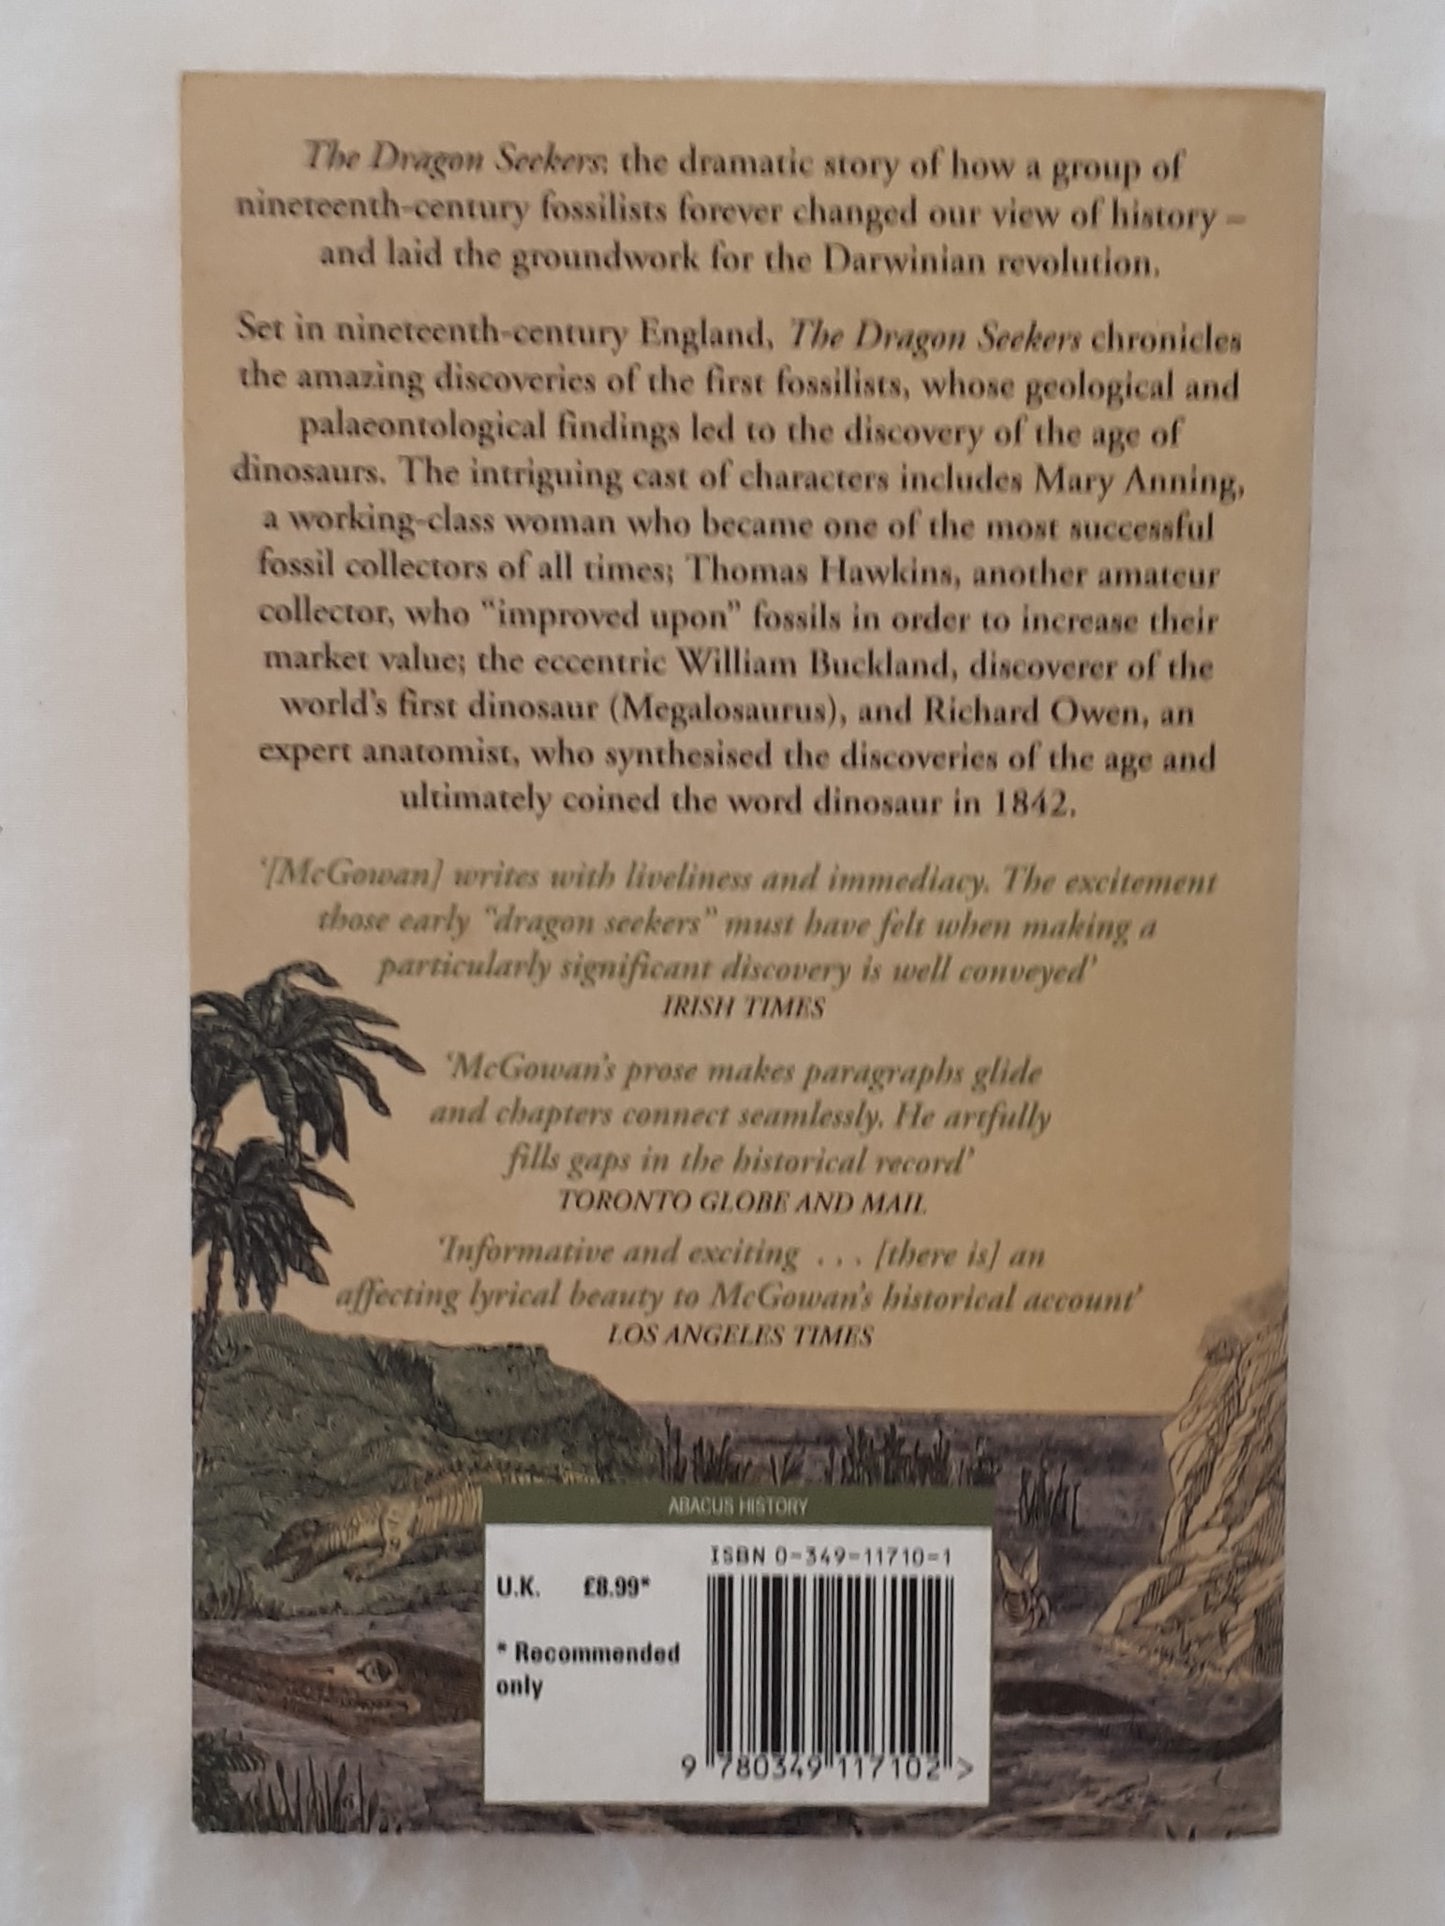 The Dragon Seekers: the dramatic story of how a group of
nineteenth-century fossilists forever changed our view of history –
and laid the groundwork for the Darwinian revolution.
Set in nineteenth-century England, The Dragon Seekers chronicles
the amazing discoveries of the first fossilists, whose geological and
palaeontological findings led to the discovery of the age of
dinosaurs. The intriguing cast of characters includes Mary Anning,
a working-class woman who became one of the most successful
fossil collectors of all times; Thomas Hawkins, another amateur
collector, who “improved upon” fossils in order to increase their
market value; the eccentric William Buckland, discoverer of the
world’s first dinosaur (Megalosaurus), and Richard Owen, an
expert anatomist, who synthesised the discoveries of the age and
ultimately coined the word dinosaur in 1842.
‘[McGowan] writes with liveliness and immediacy. The excitement
those early “dragon seekers” must have felt when making a
particularly significant discovery is well conveyed’
IRISH TIMES
‘McGowan’s prose makes paragraphs glide
and chapters connect seamlessly. He artfully
fills gaps in the historical record’
TORONTO GLOBE AND MAIL
‘Informative and exciting . . . [there is] an
affecting lyrical beauty to McGowan’s historical account’
LOS ANGELES TIMES
ABACUS HISTORY
ISBN 0-349-11710-1
U.K. £8.99*
* Recommended
only
9 780349 117102 >